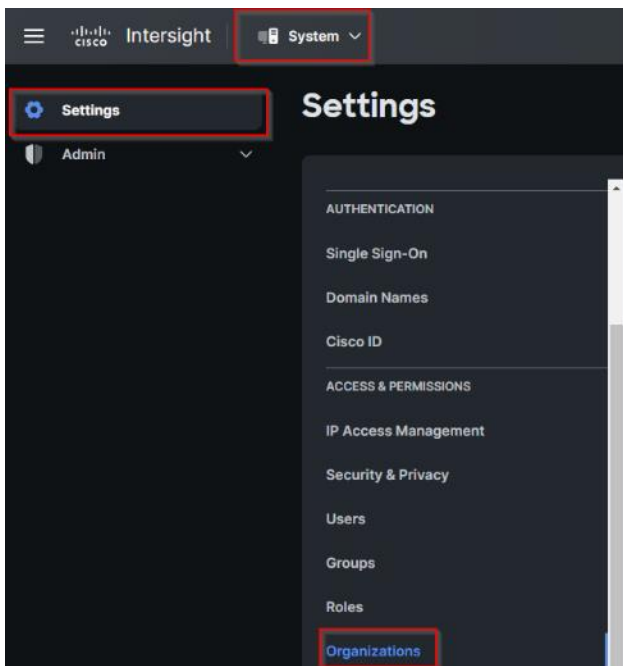 cisco Intersight System
Settings
Admin
Settings
AUTHENTICATION
Single Sign-On
Domain Names
Cisco ID
ACCESS & PERMISSIONS
IP Access Management
Security & Privacy
Users
Groups
Roles
Organizations